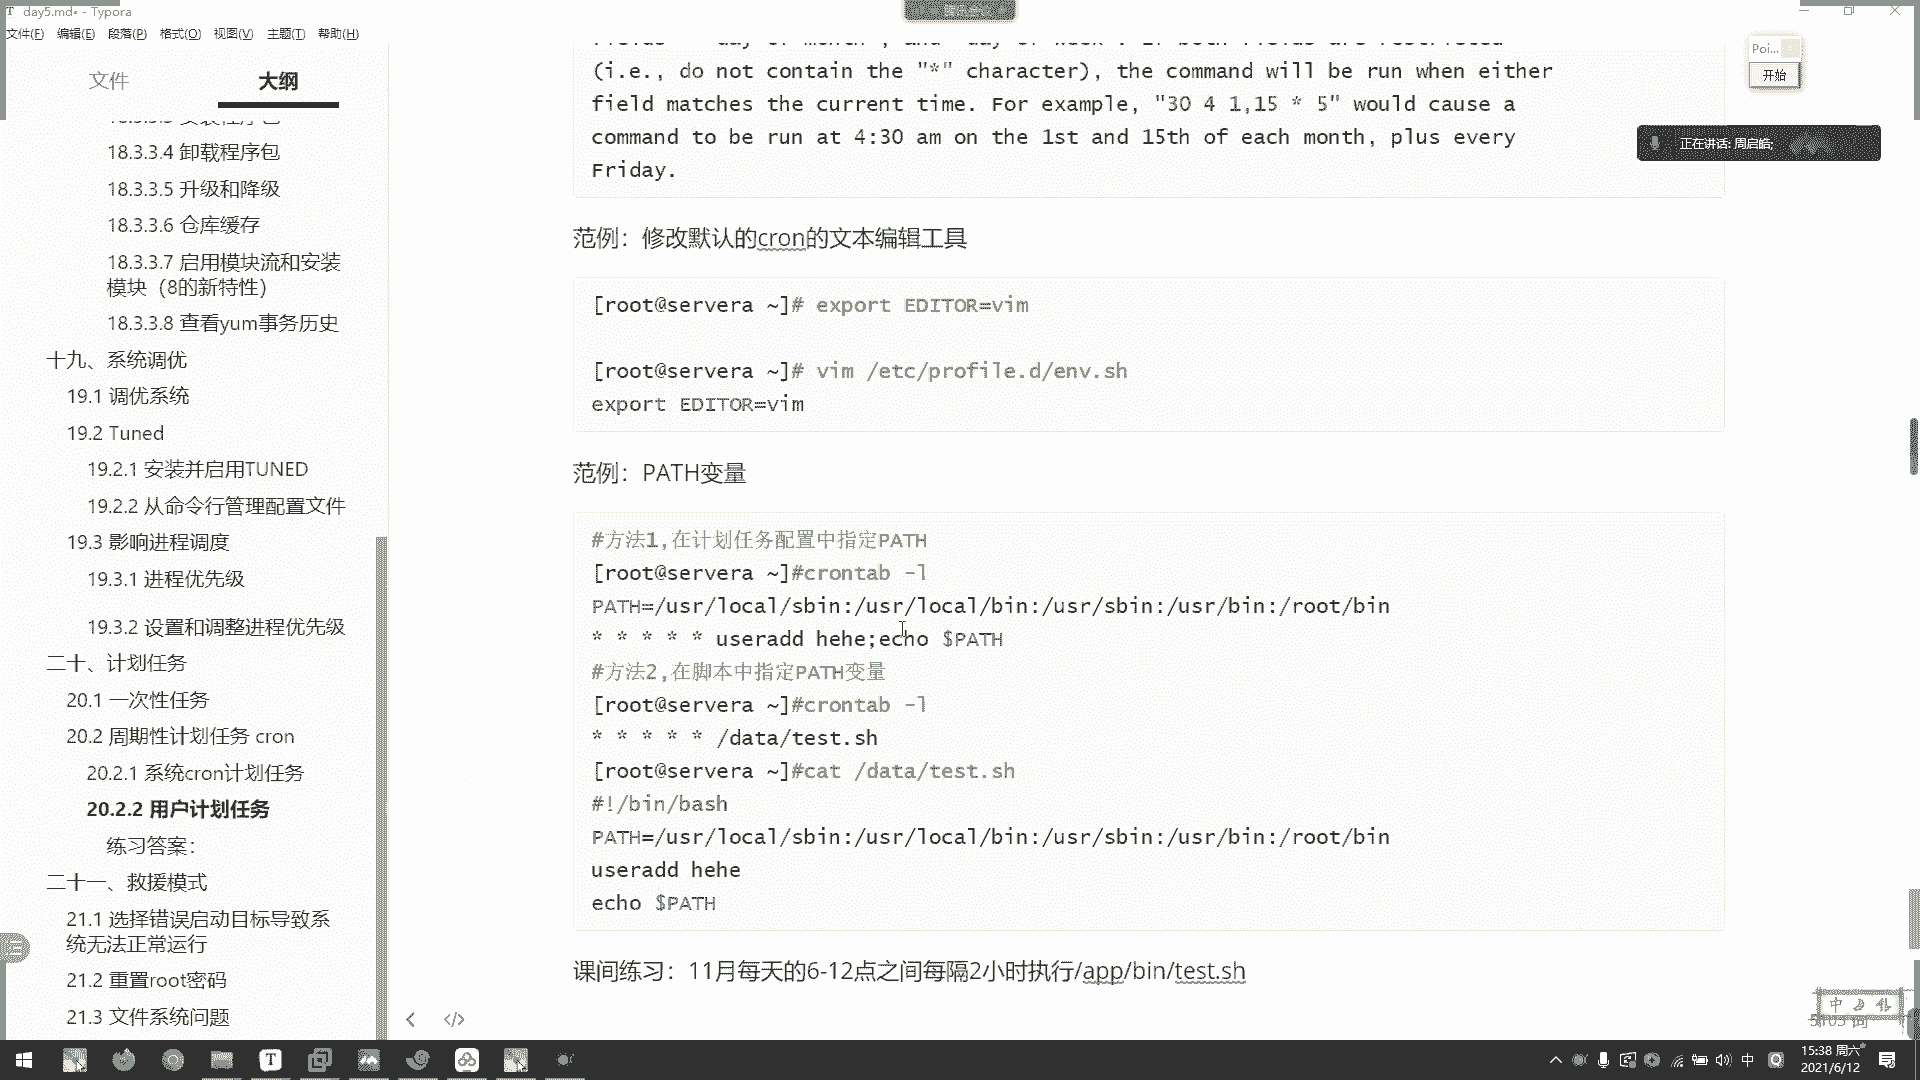 day5.md• - Typora
文件(F) 编辑(E) 段落(P) 格式(O) 视图(V) 主题(T) 帮助(H)
文件 大纲
18.3.3.4 卸载程序包
18.3.3.5 升级和降级
18.3.3.6 仓库缓存
18.3.3.7 启用模块流和安装
模块（8的新特性）
18.3.3.8 查看yum事务历史
十九、系统调优
19.1 调优系统
19.2 Tuned
19.2.1 安装并启用TUNED
19.2.2 从命令行管理配置文件
19.3 影响进程调度
19.3.1 进程优先级
19.3.2 设置和调整进程优先级
二十、计划任务
20.1 一次性任务
20.2 周期性计划任务 cron
20.2.1 系统cron计划任务
20.2.2 用户计划任务
练习答案：
二十一、救援模式
21.1 选择错误启动目标导致系
统无法正常运行
21.2 重置root密码
21.3 文件系统问题
(i.e., do not contain the "*" character), the command will be run when either
field matches the current time. For example, "30 4 1,15 * 5" would cause a
command to be run at 4:30 am on the 1st and 15th of each month, plus every
Friday.
范例：修改默认的cron的文本编辑工具
[root@servera ~]# export EDITOR=vim
[root@servera ~]# vim /etc/profile.d/env.sh
export EDITOR=vim
范例：PATH变量
#方法1,在计划任务配置中指定PATH
[root@servera ~]#crontab -l
PATH=/usr/local/sbin:/usr/local/bin:/usr/sbin:/usr/bin:/root/bin
* * * * * useradd hehe;echo $PATH
#方法2,在脚本中指定PATH变量
[root@servera ~]#crontab -l
* * * * * /data/test.sh
[root@servera ~]#cat /data/test.sh
#!/bin/bash
PATH=/usr/local/sbin:/usr/local/bin:/usr/sbin:/usr/bin:/root/bin
useradd hehe
echo $PATH
课间练习：11月每天的6-12点之间每隔2小时执行/app/bin/test.sh
Poi...
开始
正在讲话: 周启皓;
中
15:38 周六
2021/6/12